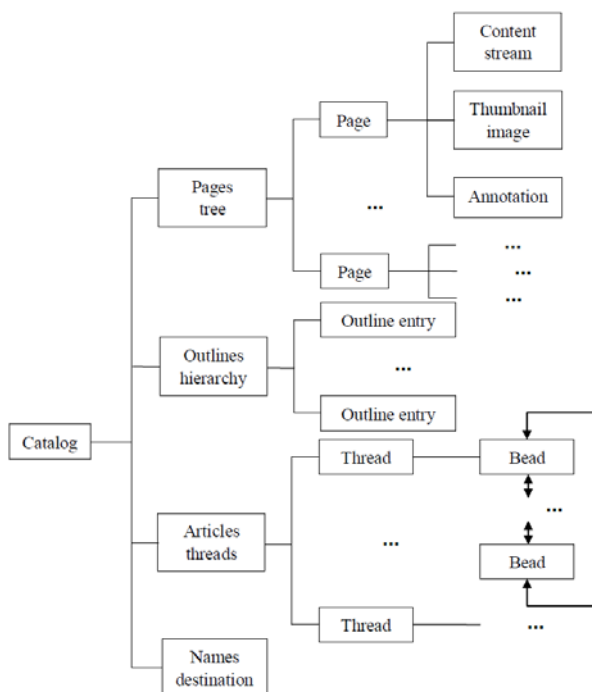 Content
stream
Page
Thumbnail
image
Pages
tree
...
Annotation
Page
...
...
...
Outline entry
Outlines
hierarchy
...
Outline entry
Catalog
Thread
Bead
...
Articles
threads
...
Bead
Thread
...
Names
destination